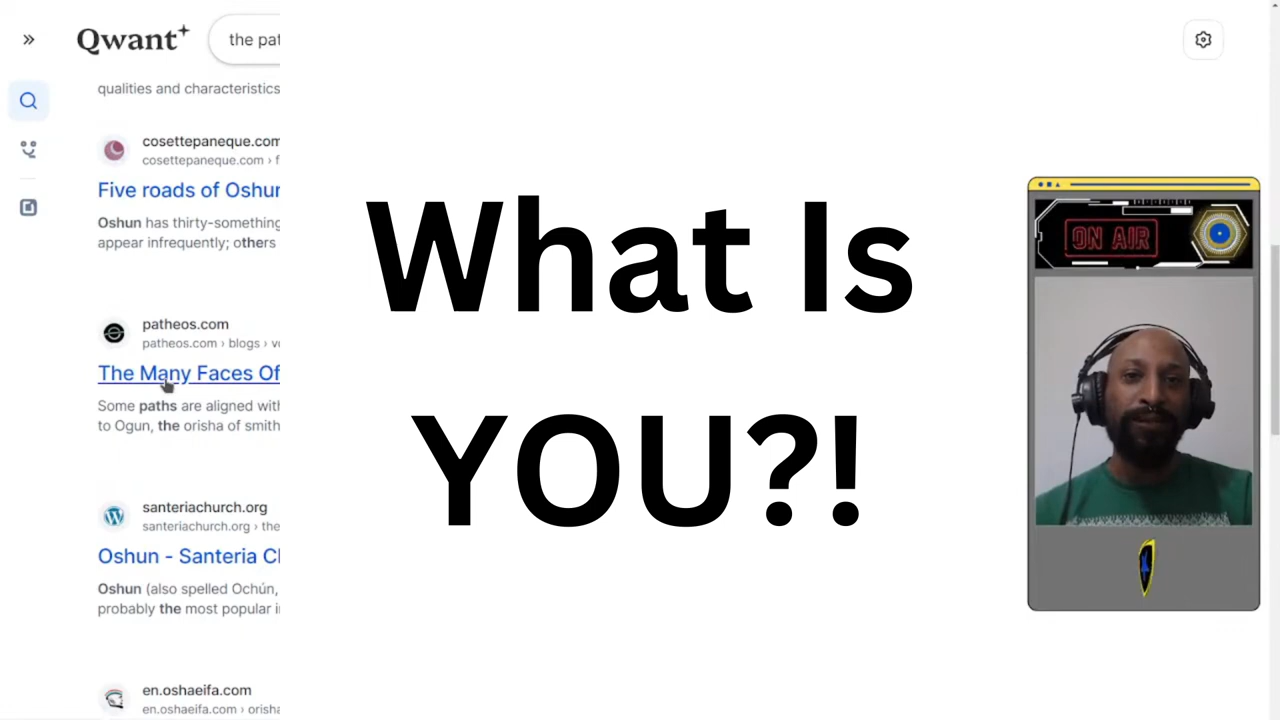 Qwant+
the pat
qualities and characteristics
cosettepaneque.com
cosettepaneque.com › f
Five roads of Oshun
Oshun has thirty-something
appear infrequently; others
patheos.com
patheos.com › blogs ›
The Many Faces Of
Some paths are aligned with
to Ogun, the orisha of smith
santeriachurch.org
santeriachurch.org › the
Oshun - Santeria
Oshun (also spelled Ochún,
probably the most popular
en.oshaeifa.com
en.oshaeifa.com › orisha
What Is
YOU?!
ON AIR